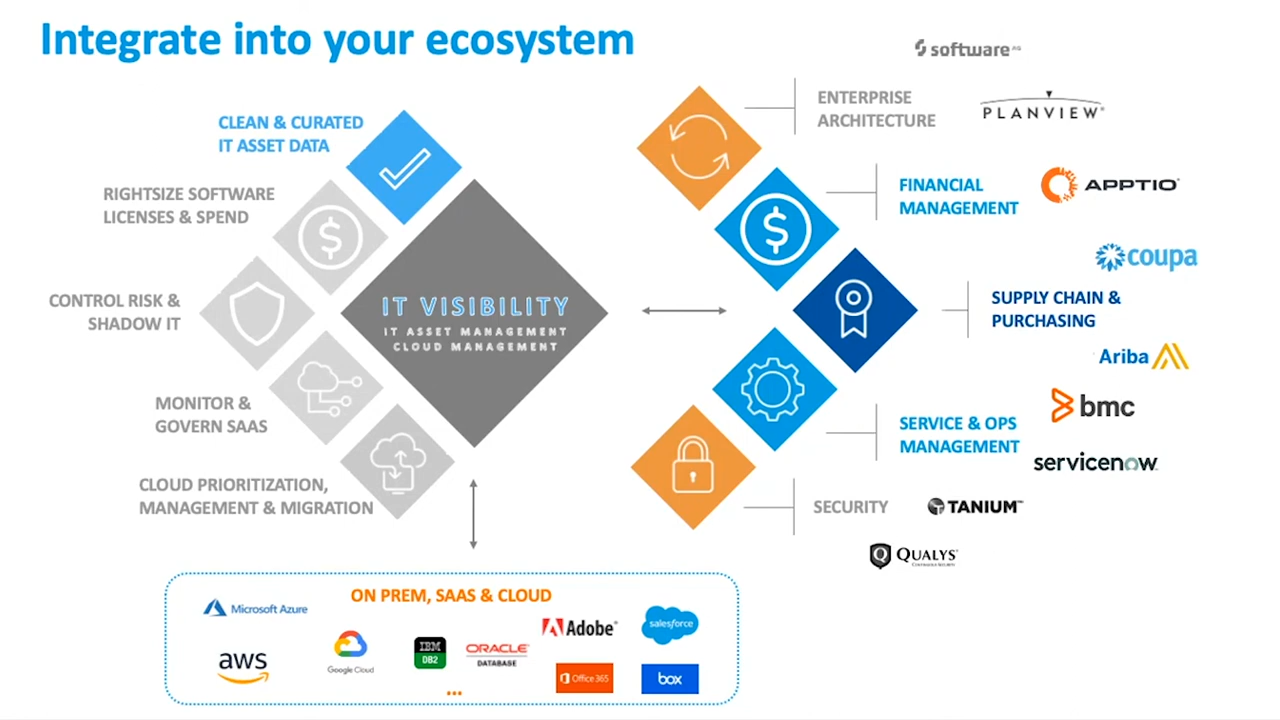 Integrate into your ecosystem
software AG
CLEAN & CURATED
IT ASSET DATA
RIGHTSIZE SOFTWARE
LICENSES & SPEND
CONTROL RISK &
SHADOW IT
MONITOR &
GOVERN SAAS
CLOUD PRIORITIZATION,
MANAGEMENT & MIGRATION
IT VISIBILITY
IT ASSET MANAGEMENT
CLOUD MANAGEMENT
ENTERPRISE
ARCHITECTURE
PLANVIEW
FINANCIAL
MANAGEMENT
APPTIO
coupa
SUPPLY CHAIN &
PURCHASING
Ariba
bmc
SERVICE & OPS
MANAGEMENT
servicenow
SECURITY
TANIUM™
QUALYS
ON PREM, SAAS & CLOUD
Microsoft Azure
aws
Google Cloud
IBM
DB2
ORACLE
DATABASE
Adobe
salesforce
Office 365
box
...